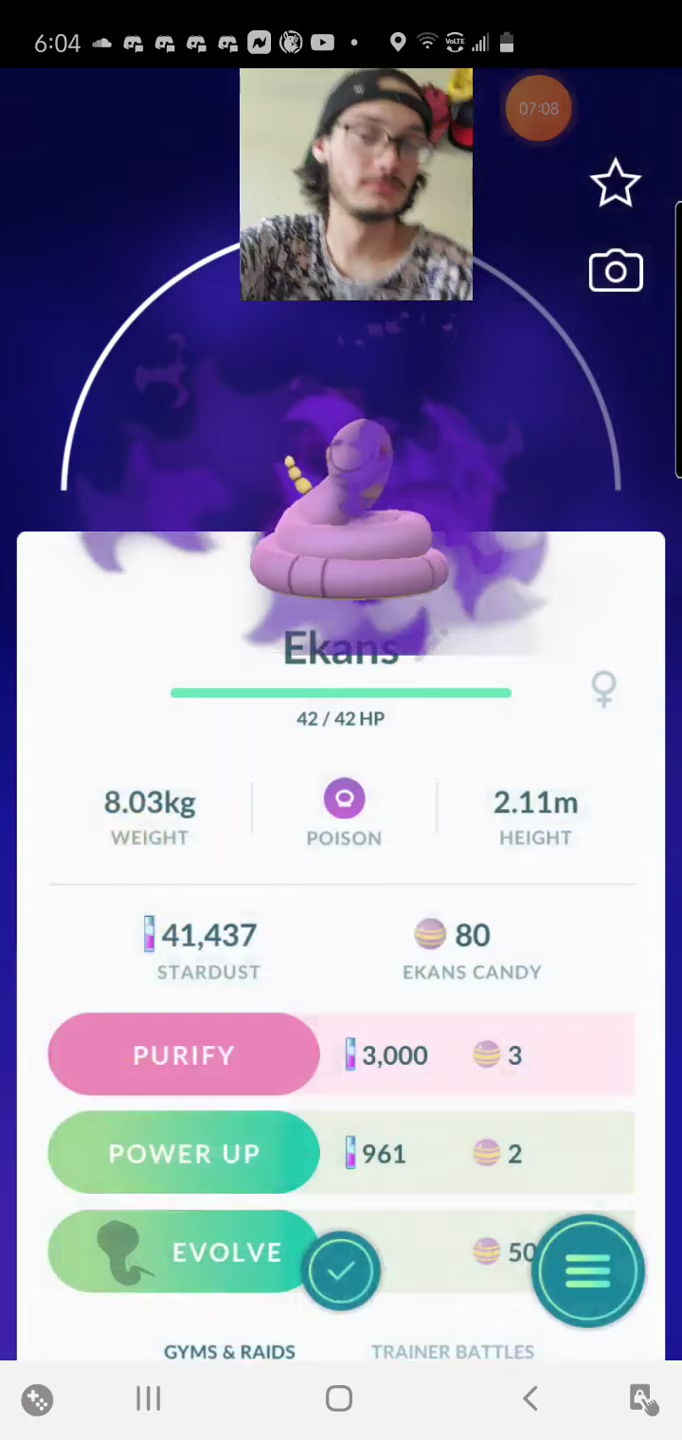 6:04
VoLTE
07:08
Ekans
42 / 42 HP
8.03kg
WEIGHT
POISON
2.11m
HEIGHT
41,437
STARDUST
80
EKANS CANDY
PURIFY 3,000 3
POWER UP 961 2
EVOLVE 50
GYMS & RAIDS TRAINER BATTLES